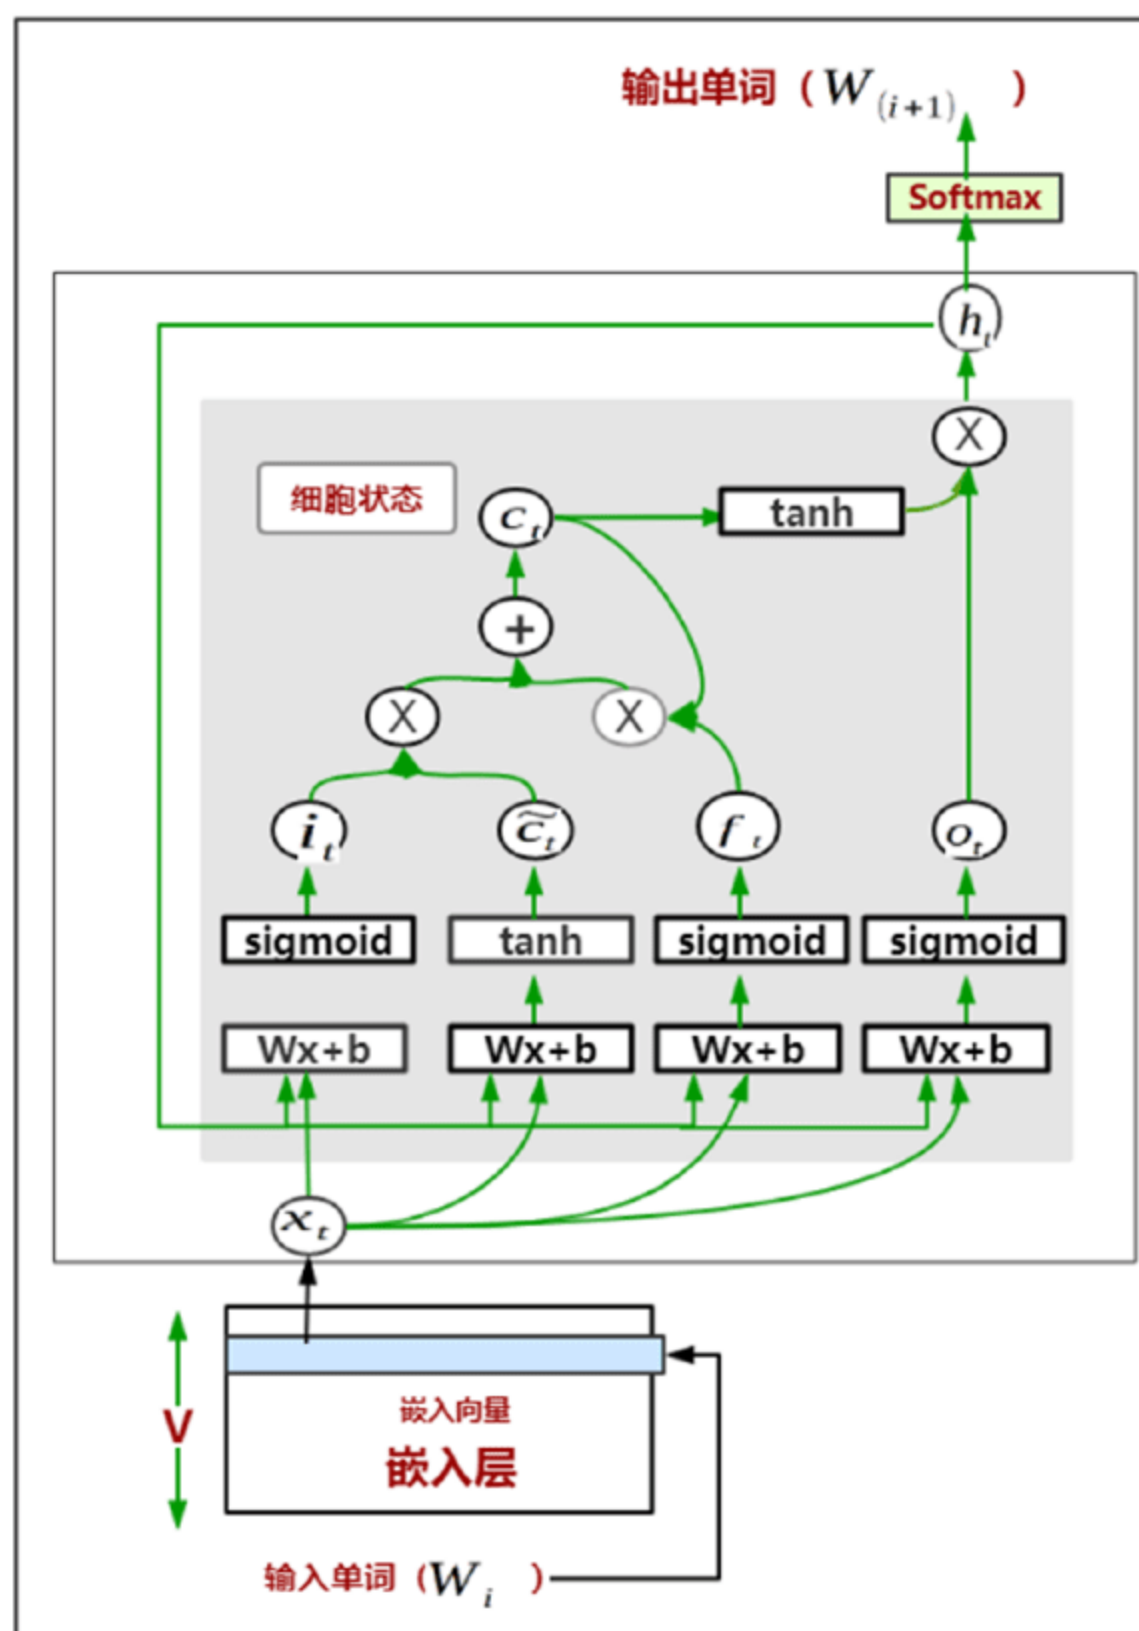 输出单词（W(i+1)）
Softmax
ht
X
细胞状态
ct
tanh
+
X
X
it
c̃t
ft
ot
sigmoid
tanh
sigmoid
sigmoid
Wx+b
Wx+b
Wx+b
Wx+b
xt
V
嵌入向量
嵌入层
输入单词（Wi）